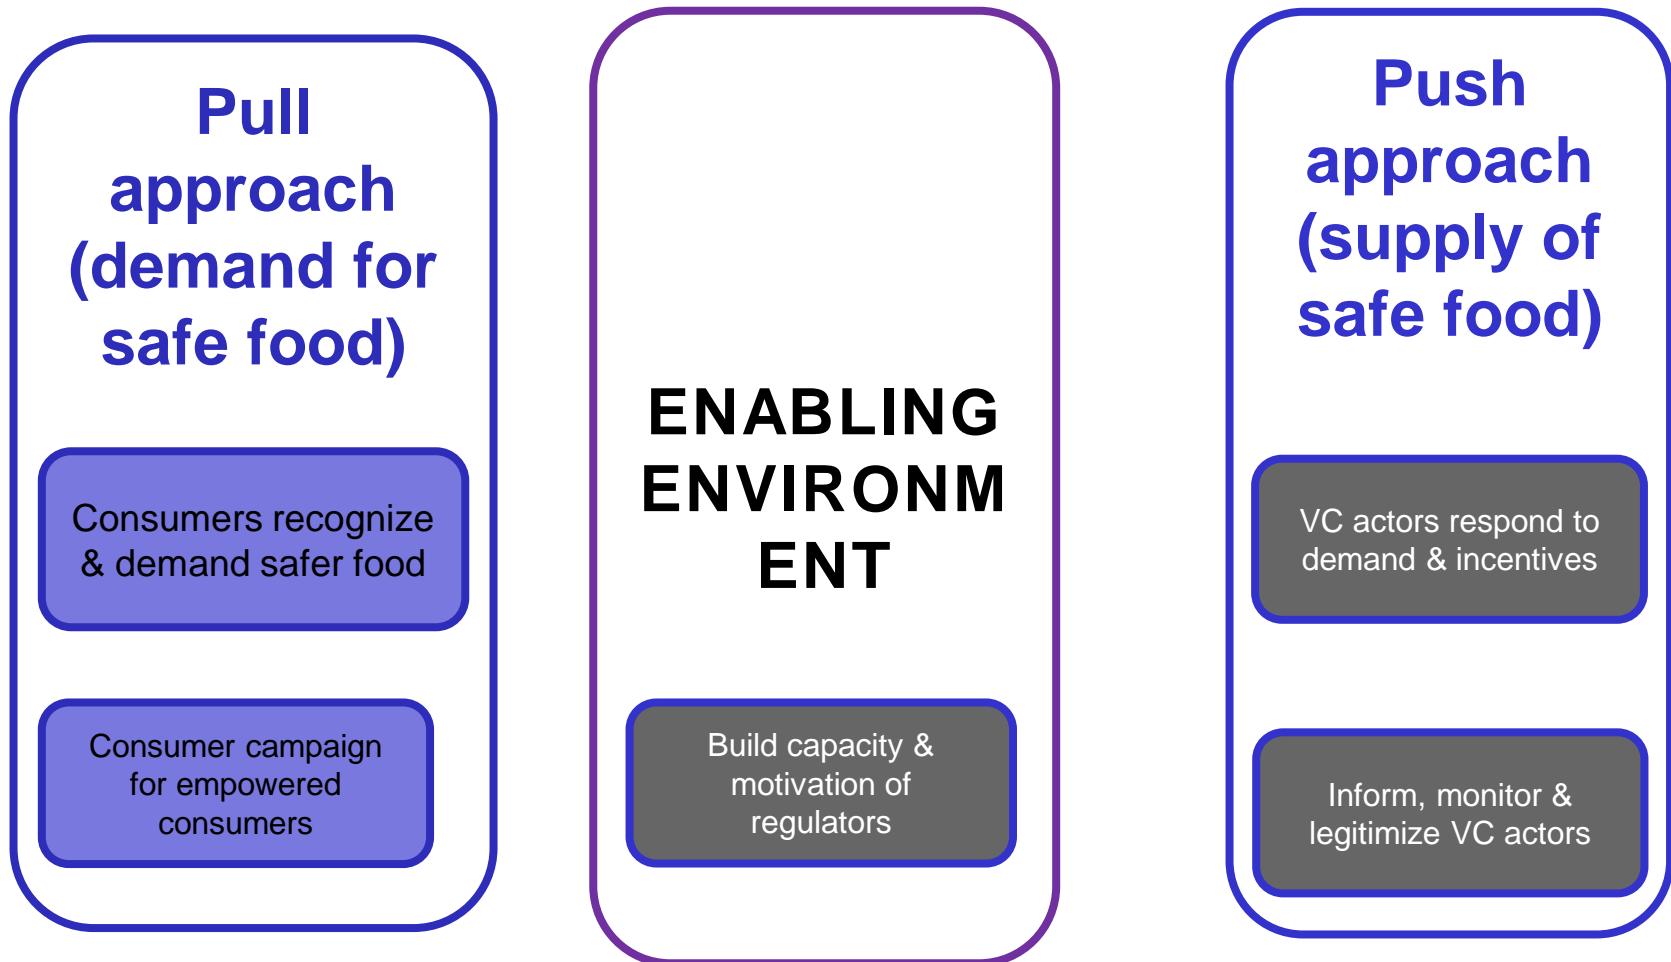 Pull
approach
(demand for
safe food)
Consumers recognize
& demand safer food
Consumer campaign
for empowered
consumers
ENABLING
ENVIRONM
ENT
Build capacity &
motivation of
regulators
Push
approach
(supply of
safe food)
VC actors respond to
demand & incentives
Inform, monitor &
legitimize VC actors